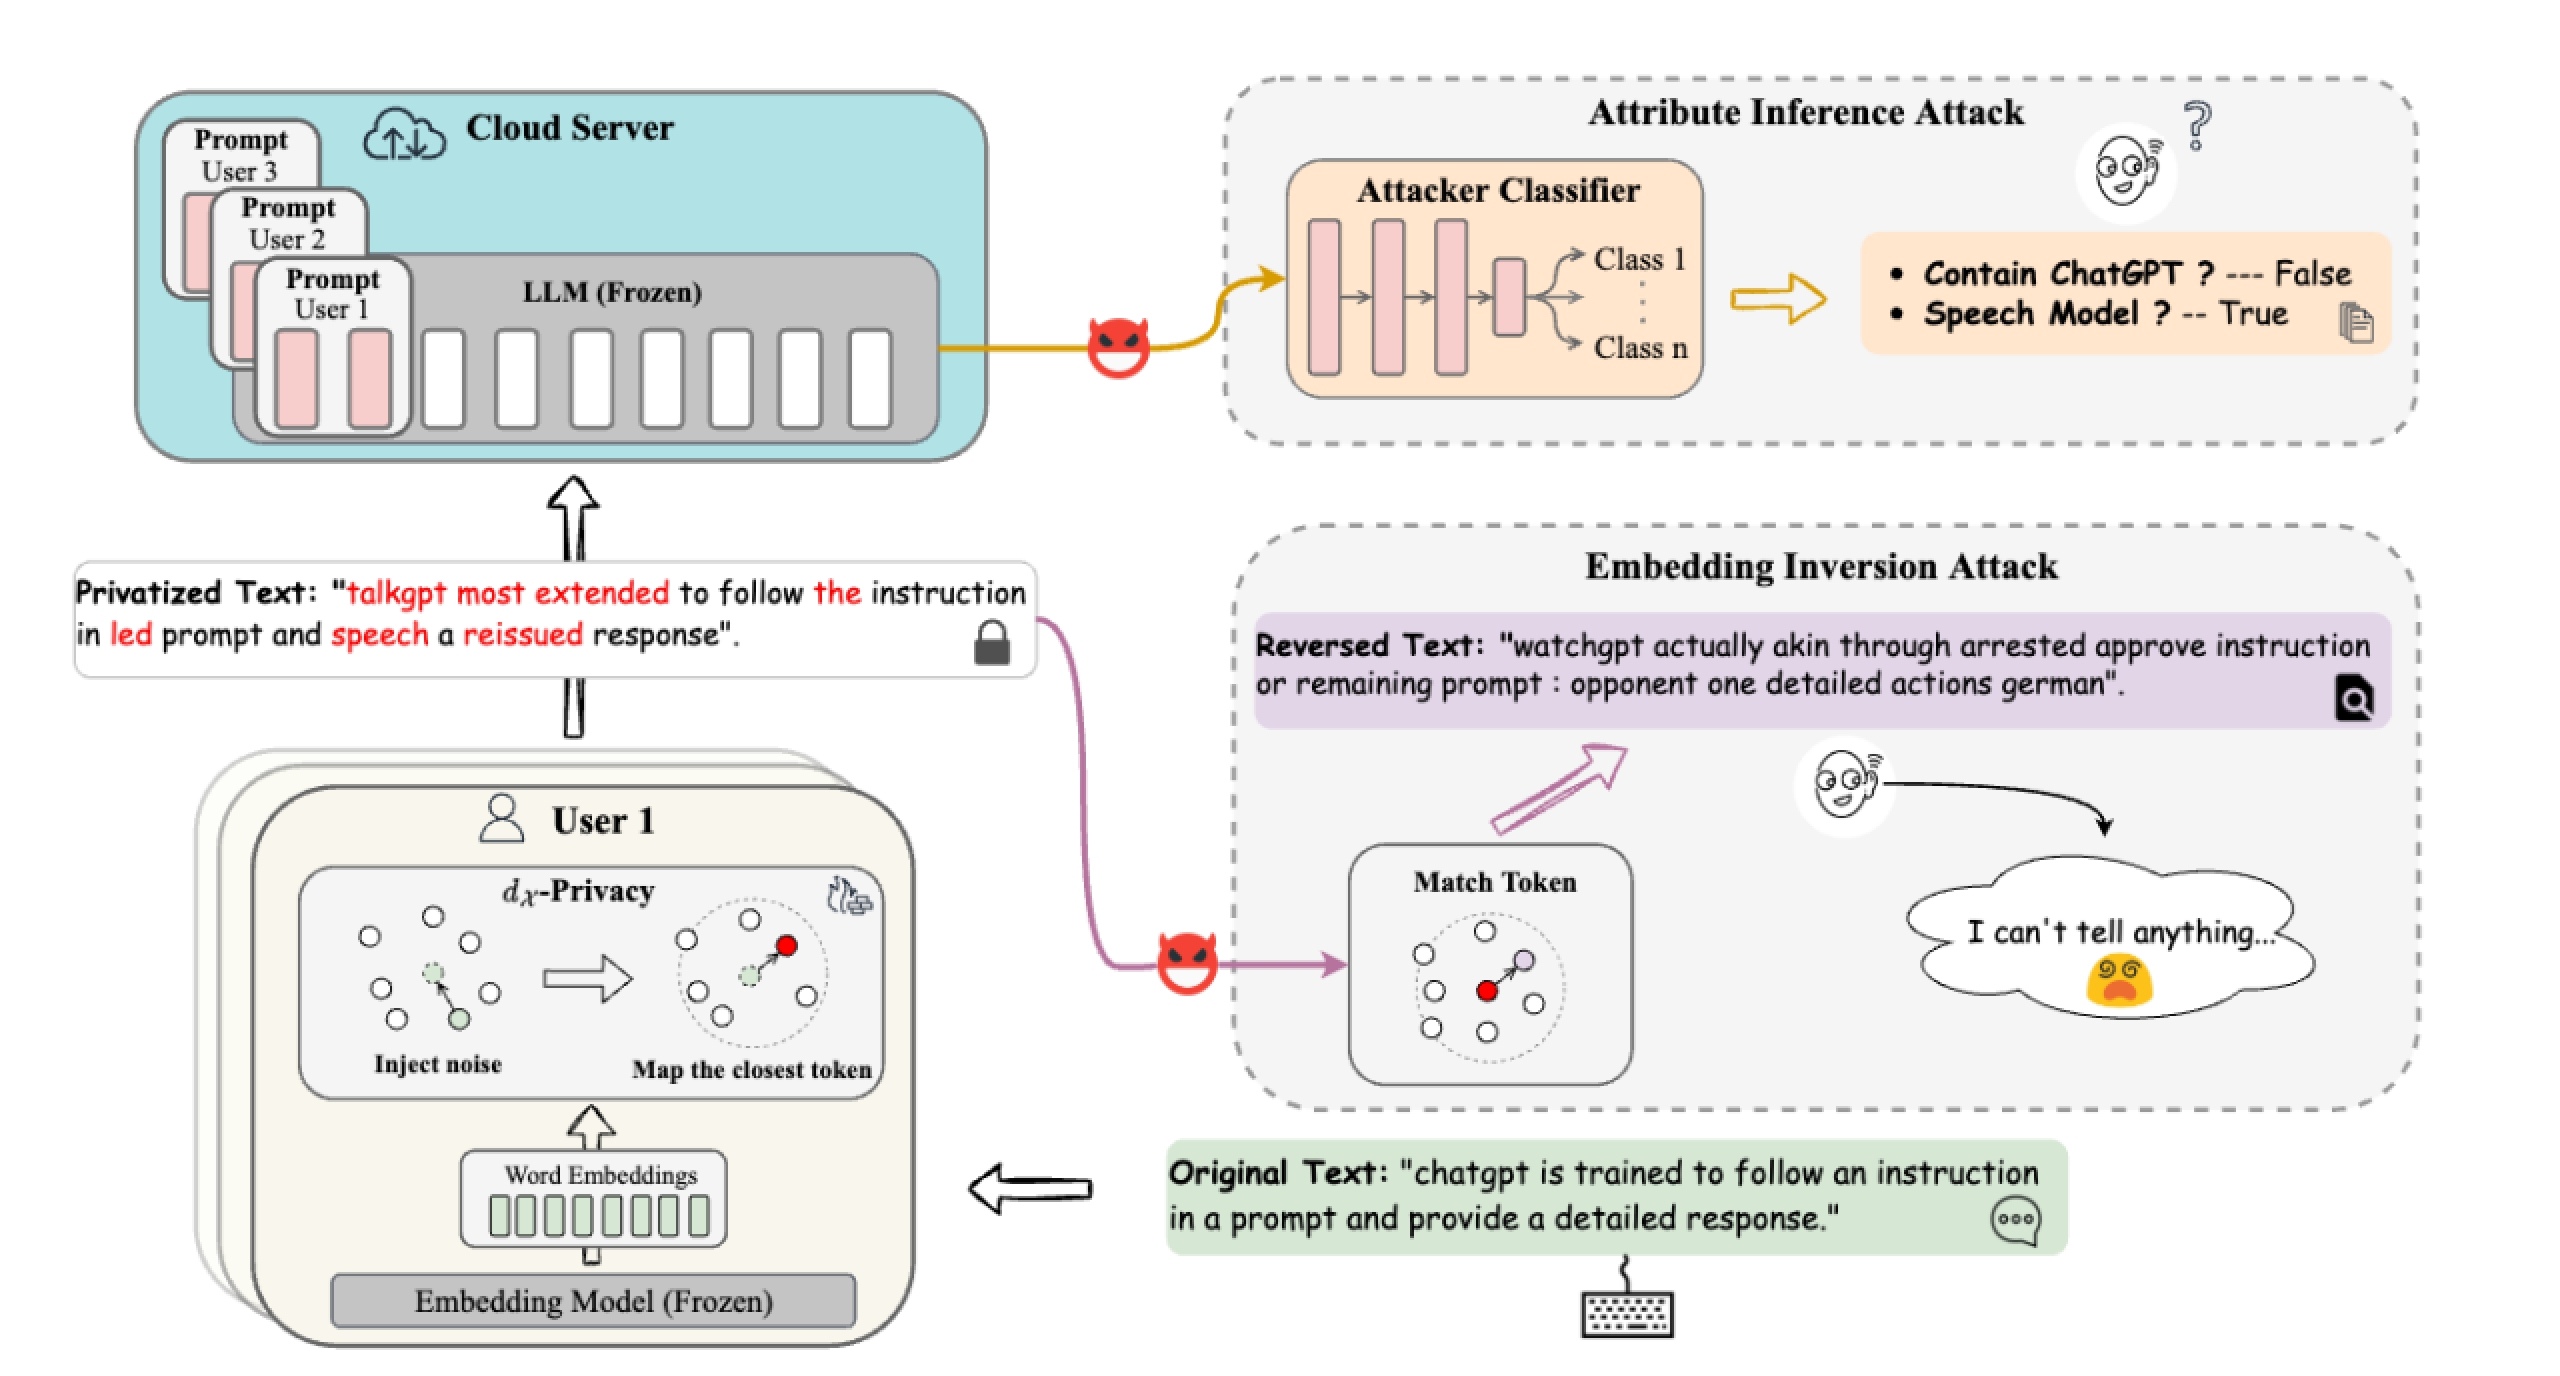 Cloud Server
Prompt
User 3
Prompt
User 2
Prompt
User 1
LLM (Frozen)
Attribute Inference Attack
Attacker Classifier
Class 1
Class n
• Contain ChatGPT ? --- False
• Speech Model ? -- True
Privatized Text: "talkgpt most extended to follow the instruction
in led prompt and speech a reissued response".
Embedding Inversion Attack
Reversed Text: "watchgpt actually akin through arrested approve instruction
or remaining prompt : opponent one detailed actions german".
Match Token
I can't tell anything...
User 1
dχ-Privacy
Inject noise
Map the closest token
Word Embeddings
Embedding Model (Frozen)
Original Text: "chatgpt is trained to follow an instruction
in a prompt and provide a detailed response."